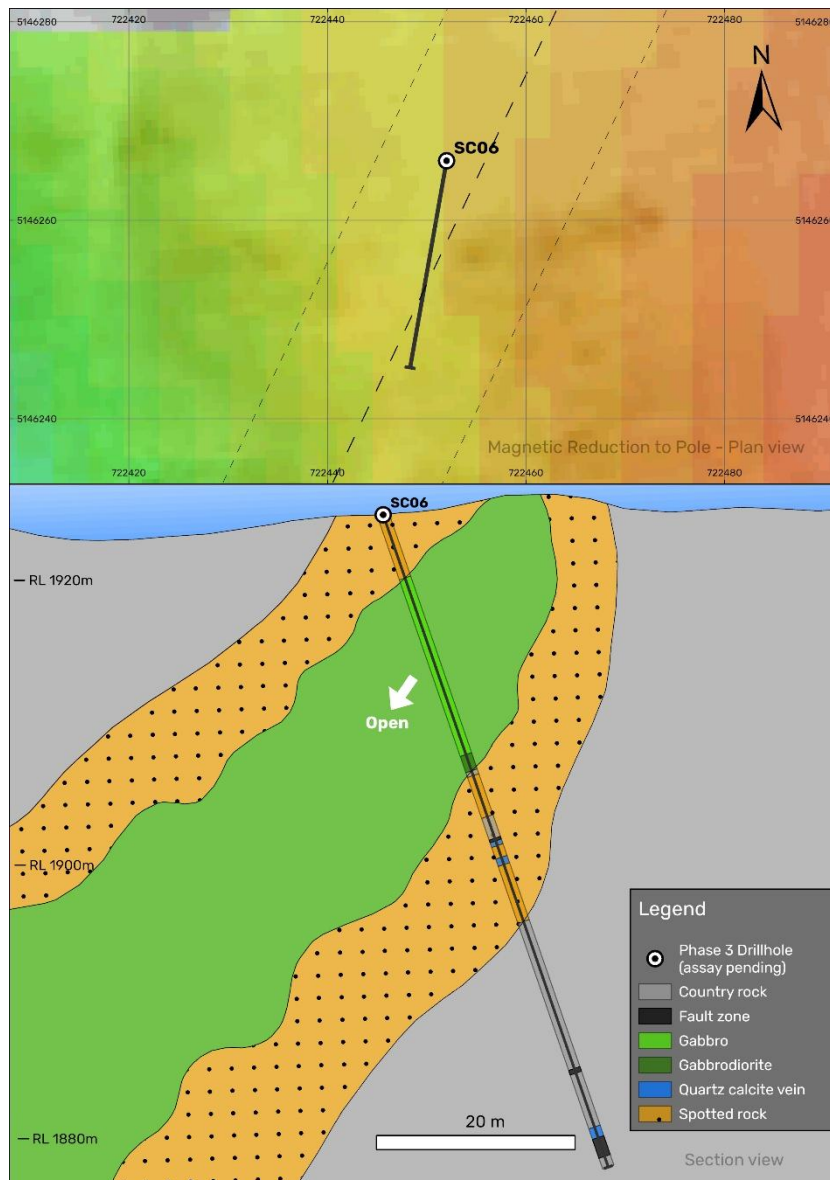 722420 722440 722460 722480
5146280 5146280
N
SC06
5146260 5146260
5146240 5146240
Magnetic Reduction to Pole - Plan view
722420 722440 722460 722480
SC06
RL 1920m
Open
RL 1900m
Legend
Phase 3 Drillhole
(assay pending)
Country rock
Fault zone
Gabbro
Gabbrodiorite
Quartz calcite vein
Spotted rock
20 m
RL 1880m
Section view